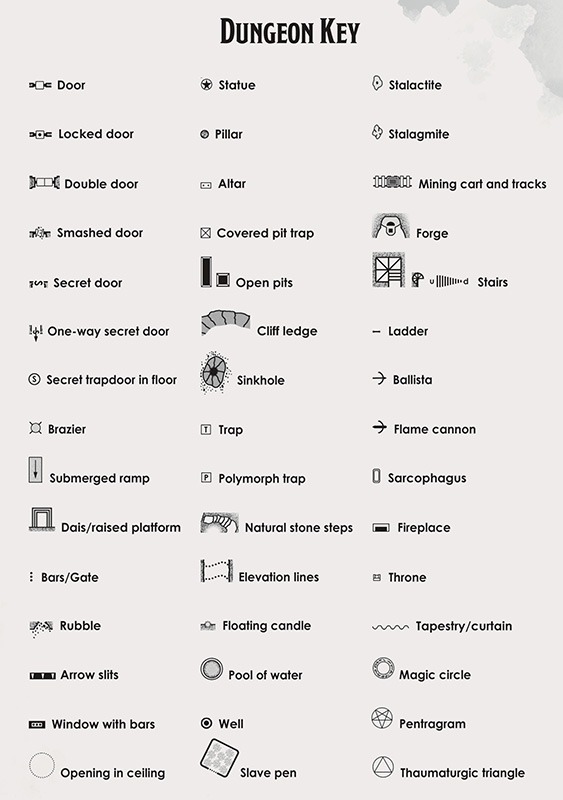 Dungeon Key
Door
Locked door
Double door
Smashed door
Secret door
One-way secret door
S Secret trapdoor in floor
Brazier
Submerged ramp
Dais/raised platform
Bars/Gate
Rubble
Arrow slits
Window with bars
Opening in ceiling
Statue
Pillar
Altar
Covered pit trap
Open pits
Cliff ledge
Sinkhole
T Trap
P Polymorph trap
Natural stone steps
Elevation lines
Floating candle
Pool of water
Well
Slave pen
Stalactite
Stalagmite
Mining cart and tracks
Forge
u d Stairs
Ladder
Ballista
Flame cannon
Sarcophagus
Fireplace
Throne
Tapestry/curtain
Magic circle
Pentragram
Thaumaturgic triangle